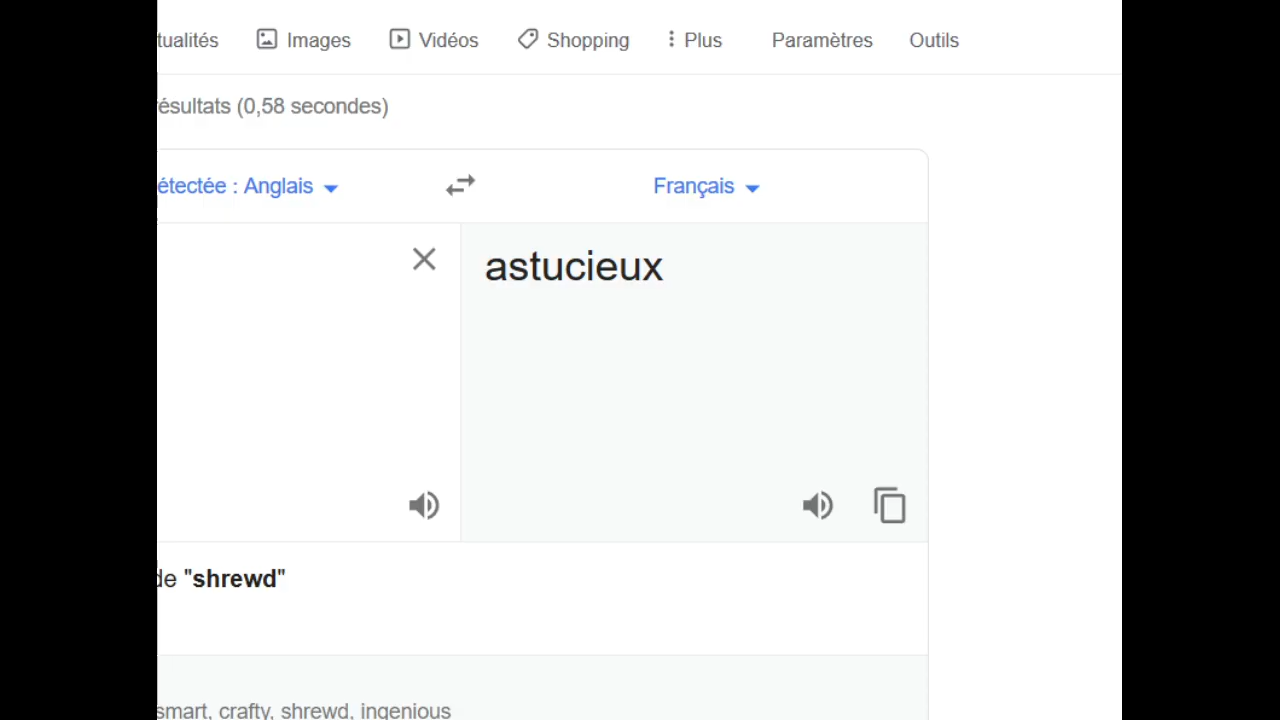 tualités Images Vidéos Shopping Plus Paramètres Outils
résultats (0,58 secondes)
étectée : Anglais Français
astucieux
de "shrewd"
smart, crafty, shrewd, ingenious